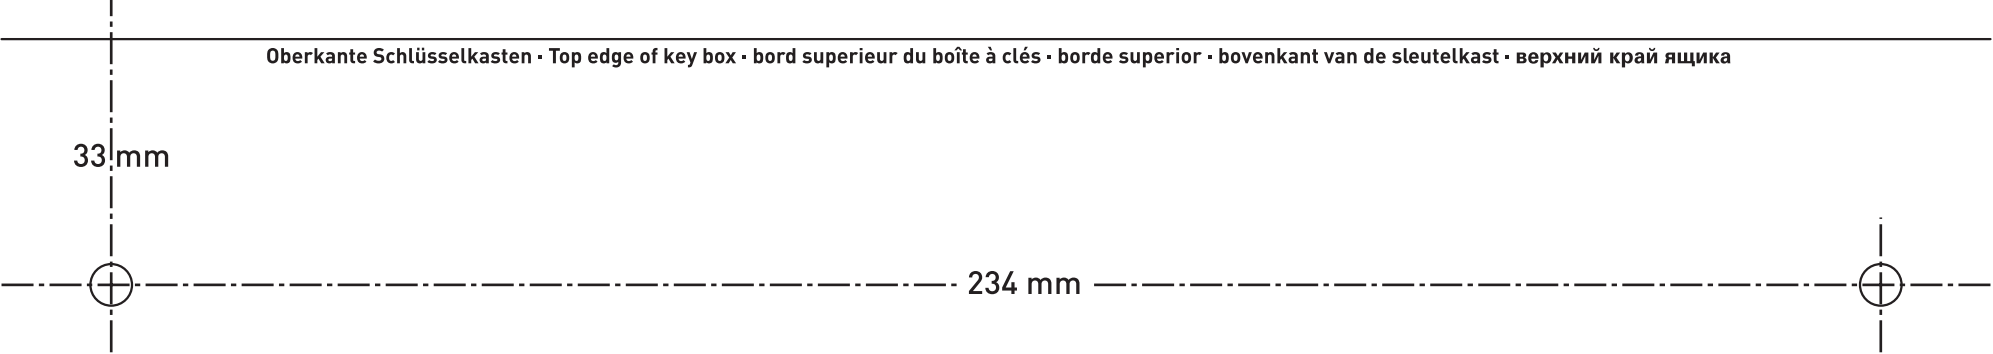 Oberkante Schlüsselkasten · Top edge of key box · bord superieur du boîte à clés · borde superior · bovenkant van de sleutelkast · верхний край ящика
33 mm
234 mm